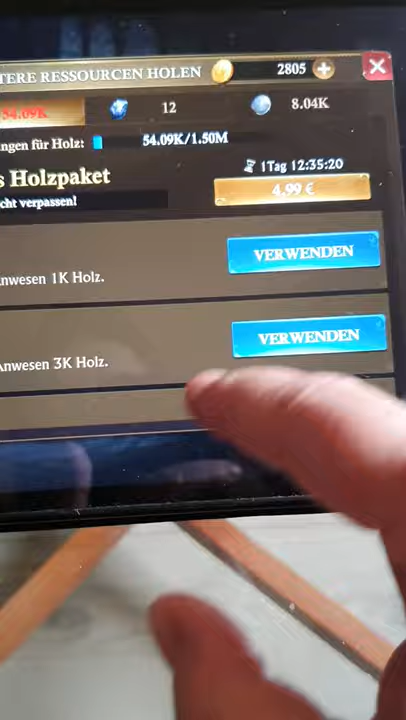 TERE RESSOURCEN HOLEN 2805
54.09K 12 8.04K
ngen für Holz: 54.09K/1.50M
s Holzpaket 1Tag 12:35:20
cht verpassen! 4,99 €
VERWENDEN
Anwesen 1K Holz.
VERWENDEN
Anwesen 3K Holz.